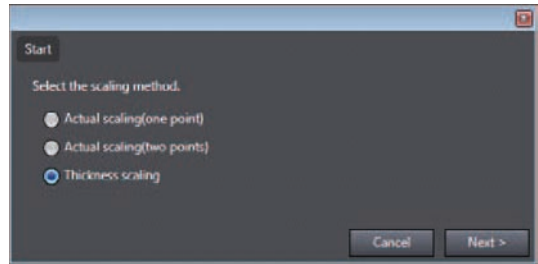 Start
Select the scaling method.
Actual scaling(one point)
Actual scaling(two points)
Thickness scaling
Cancel
Next >